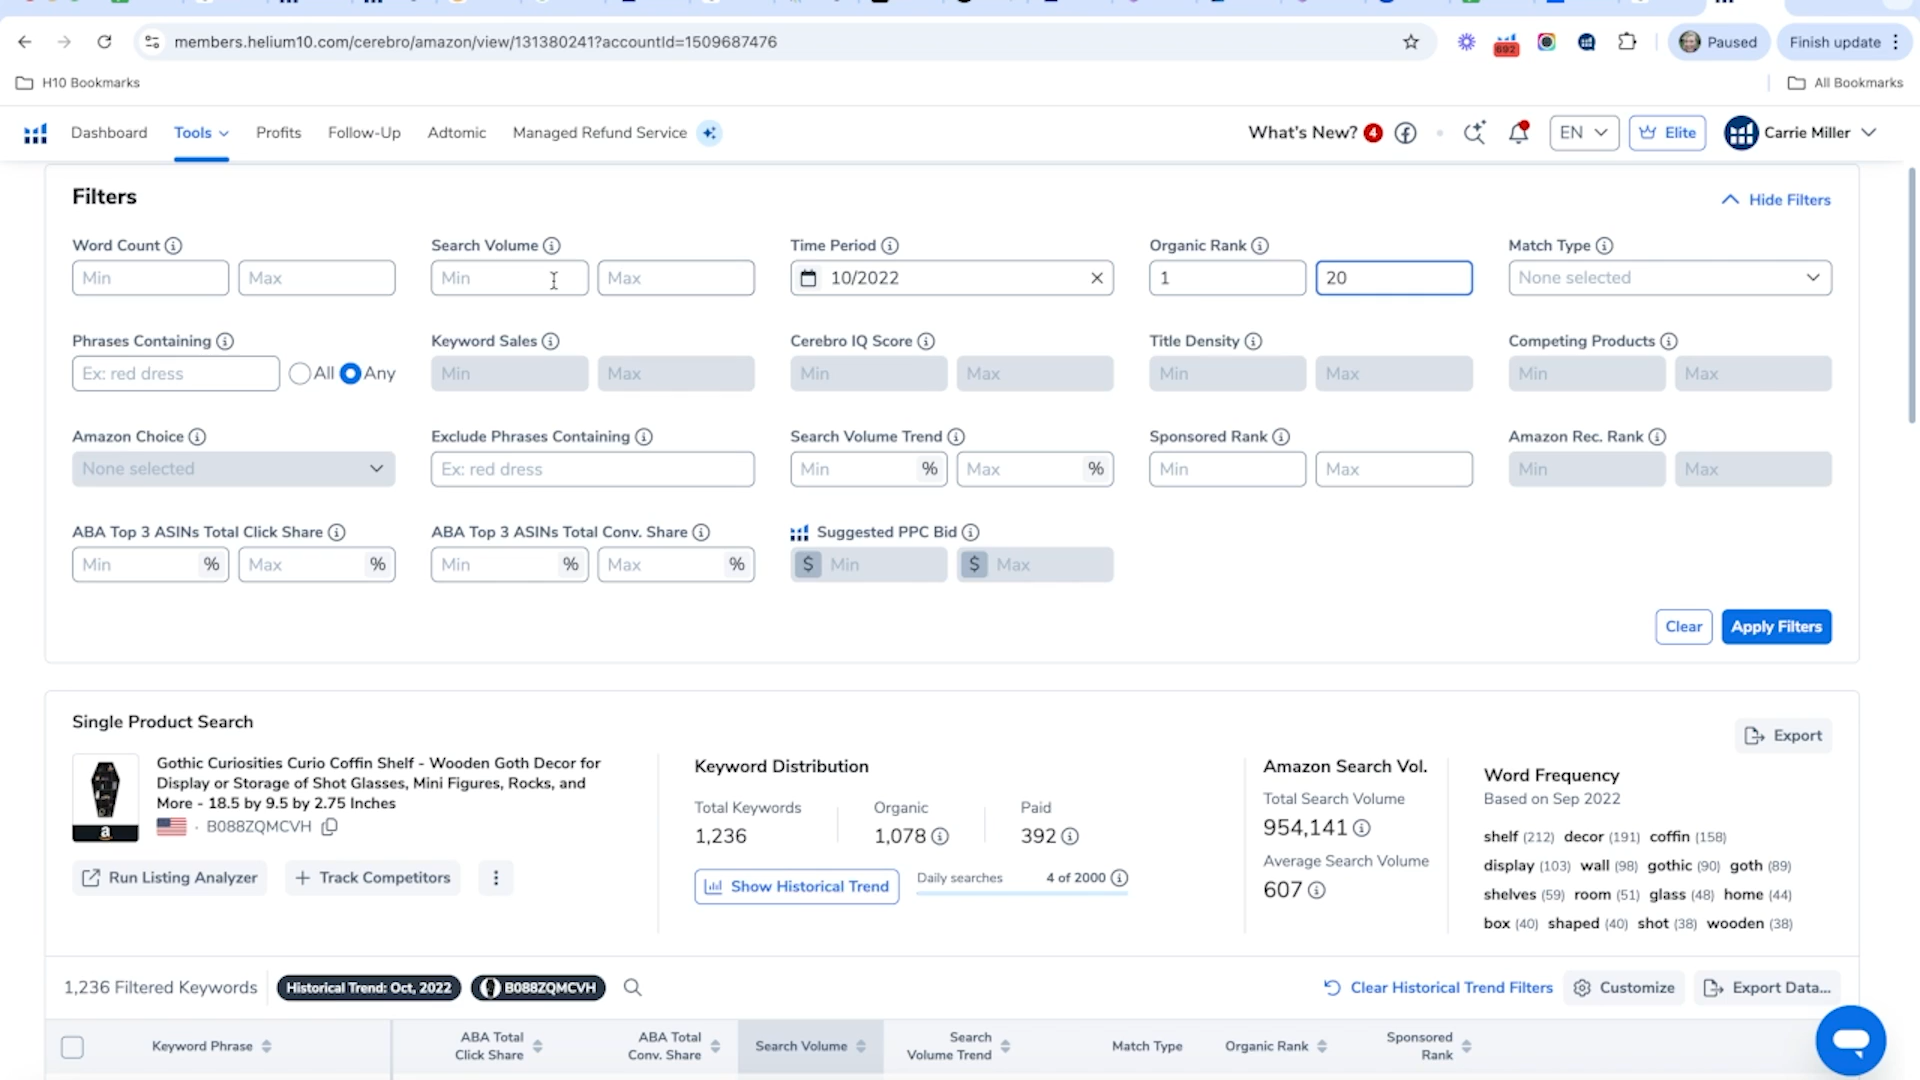 members.helium10.com/cerebro/amazon/view/131380241?accountId=1509687476
692
Paused
Finish update
H10 Bookmarks
All Bookmarks
Dashboard
Tools
Profits
Follow-Up
Adtomic
Managed Refund Service
What's New? 4
EN
Elite
Carrie Miller
Filters
Hide Filters
Word Count
Search Volume
Time Period
Organic Rank
Match Type
Min
Max
Min
Max
10/2022
1
20
None selected
Phrases Containing
Keyword Sales
Cerebro IQ Score
Title Density
Competing Products
Ex: red dress
All
Any
Min
Max
Min
Max
Min
Max
Min
Max
Amazon Choice
Exclude Phrases Containing
Search Volume Trend
Sponsored Rank
Amazon Rec. Rank
None selected
Ex: red dress
Min %
Max %
Min
Max
Min
Max
ABA Top 3 ASINs Total Click Share
ABA Top 3 ASINs Total Conv. Share
Suggested PPC Bid
Min %
Max %
Min %
Max %
$ Min
$ Max
Clear
Apply Filters
Single Product Search
Export
Gothic Curiosities Curio Coffin Shelf - Wooden Goth Decor for
Display or Storage of Shot Glasses, Mini Figures, Rocks, and
More - 18.5 by 9.5 by 2.75 Inches
a
· B088ZQMCVH
Run Listing Analyzer
+ Track Competitors
Keyword Distribution
Total Keywords
1,236
Organic
1,078
Paid
392
Show Historical Trend
Daily searches
4 of 2000
Amazon Search Vol.
Total Search Volume
954,141
Average Search Volume
607
Word Frequency
Based on Sep 2022
shelf (212) decor (191) coffin (158)
display (103) wall (98) gothic (90) goth (89)
shelves (59) room (51) glass (48) home (44)
box (40) shaped (40) shot (38) wooden (38)
1,236 Filtered Keywords
Historical Trend: Oct, 2022
B088ZQMCVH
Clear Historical Trend Filters
Customize
Export Data...
Keyword Phrase
ABA Total
Click Share
ABA Total
Conv. Share
Search Volume
Search
Volume Trend
Match Type
Organic Rank
Sponsored
Rank